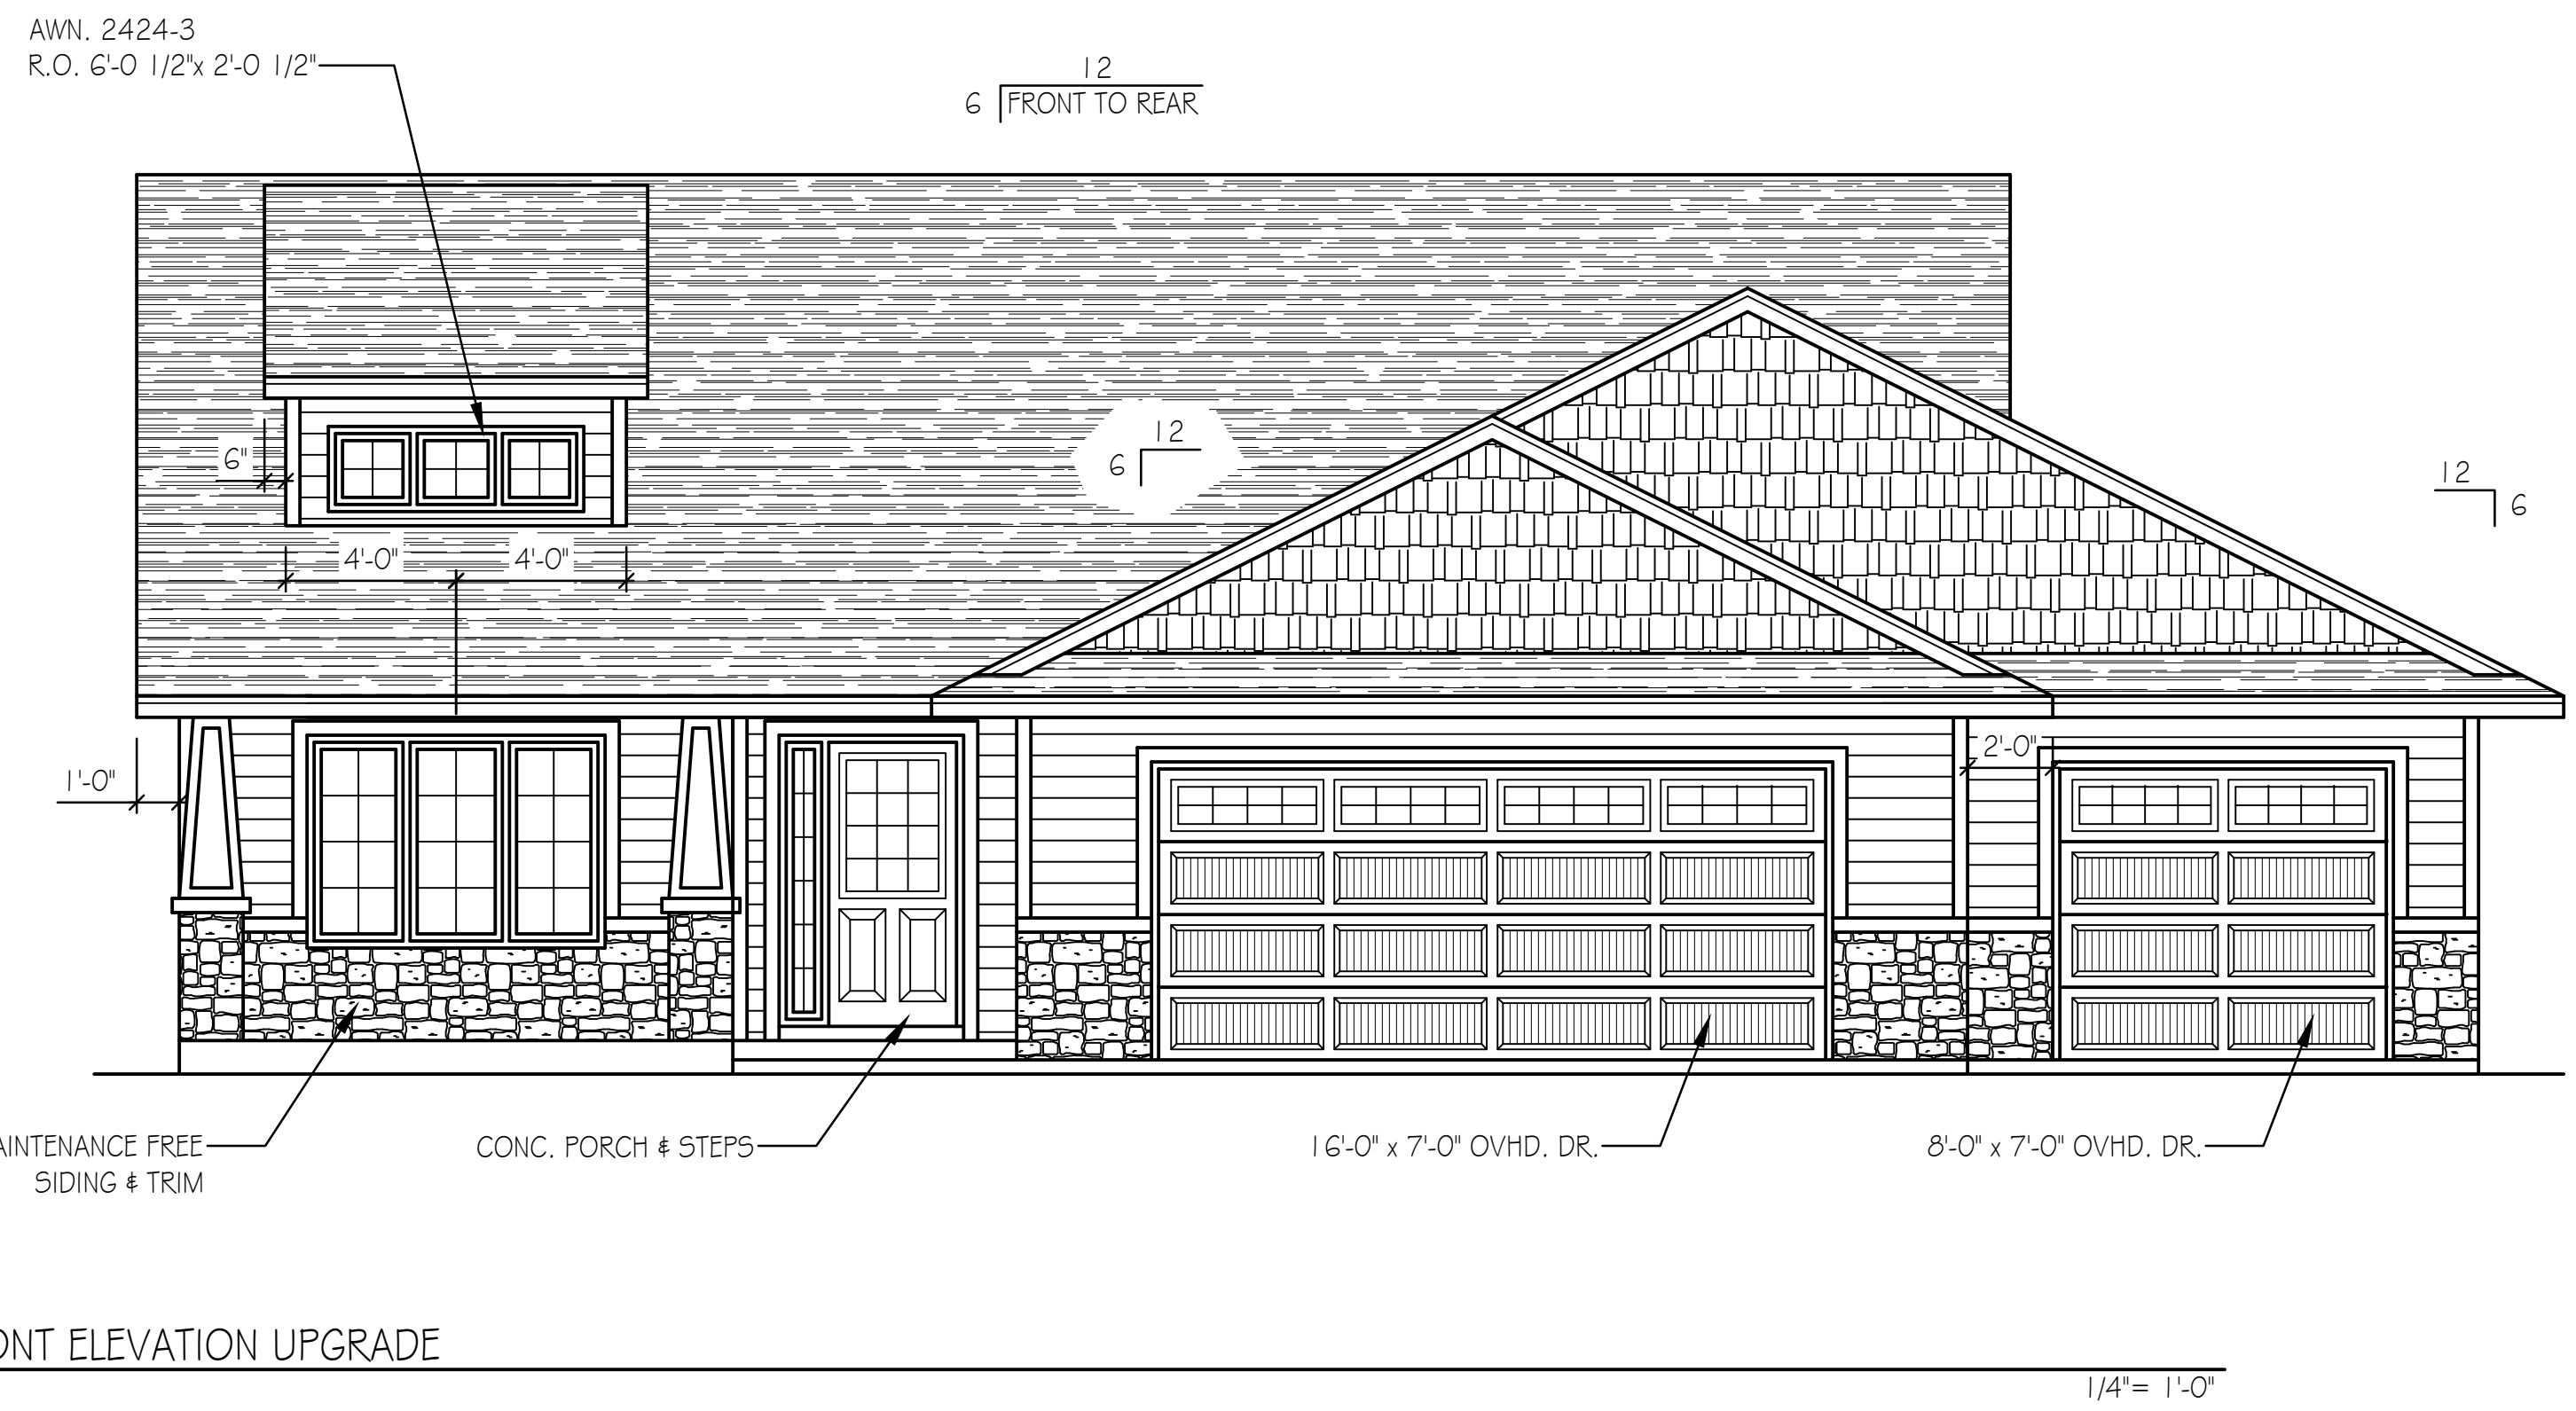 AWN. 2424-3
R.O. 6'-0 1/2"x 2'-0 1/2"
12
6 FRONT TO REAR
12
6
6"
12
6
4'-0" 4'-0"
2'-0"
1'-0"
AINTENANCE FREE
SIDING & TRIM
CONC. PORCH & STEPS
16'-0" x 7'-0" OVHD. DR.
8'-0" x 7'-0" OVHD. DR.
ONT ELEVATION UPGRADE
1/4"= 1'-0"